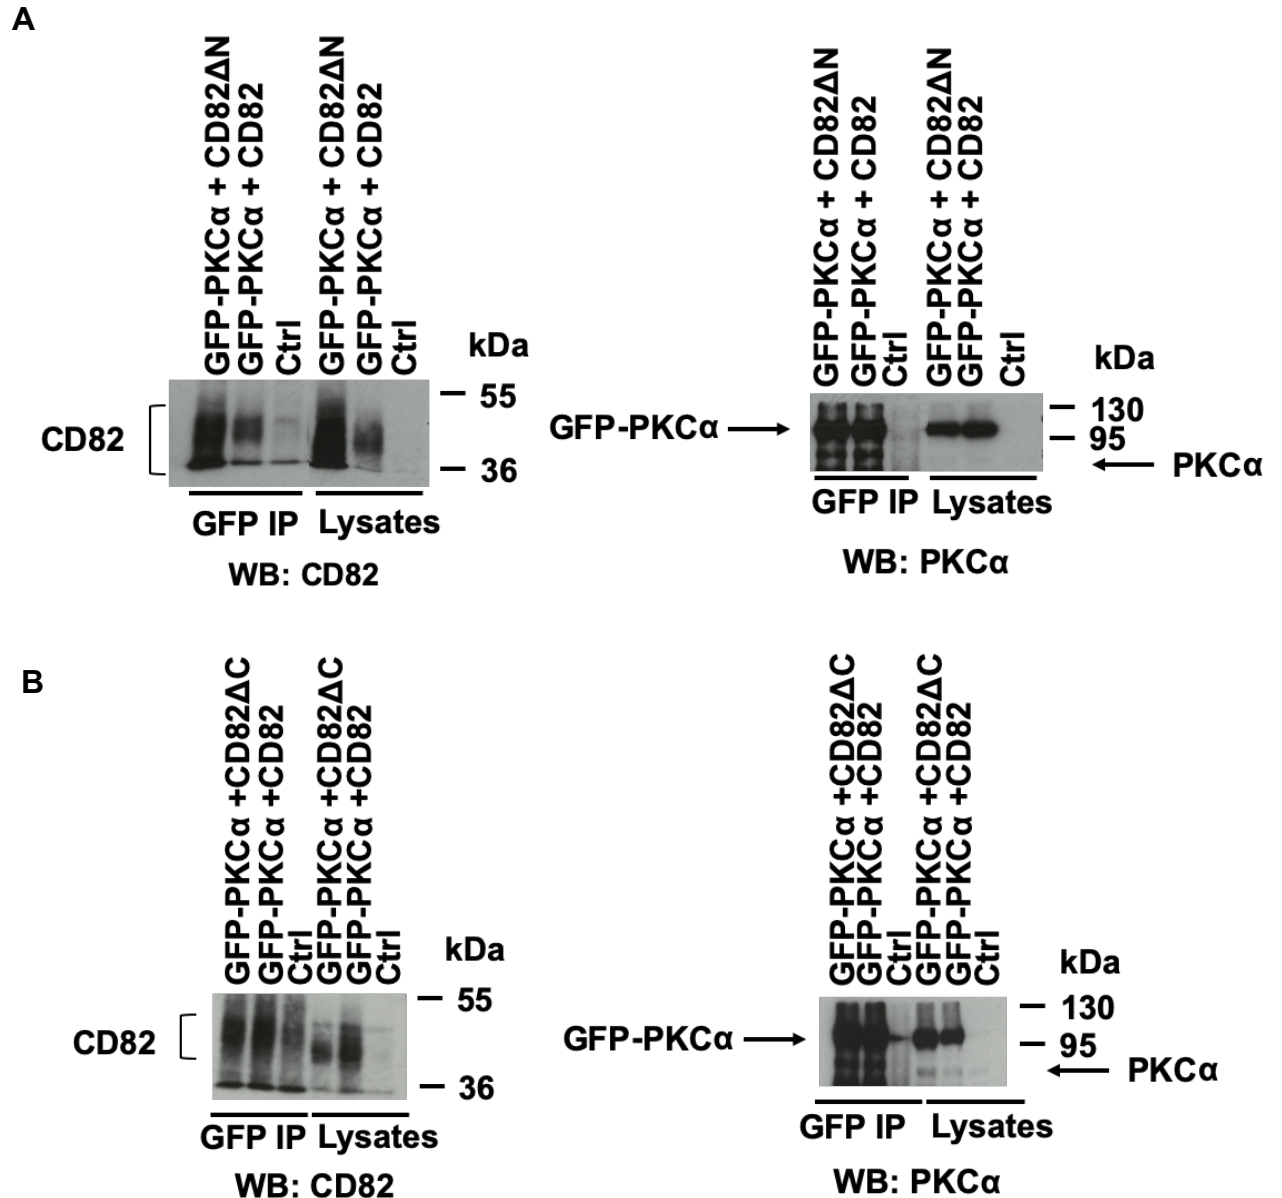 A
GFP-PKCα + CD82ΔN
GFP-PKCα + CD82
Ctrl
GFP-PKCα + CD82ΔN
GFP-PKCα + CD82
Ctrl
kDa
55
36
CD82
GFP IP
Lysates
WB: CD82
GFP-PKCα + CD82ΔN
GFP-PKCα + CD82
Ctrl
GFP-PKCα + CD82ΔN
GFP-PKCα + CD82
Ctrl
kDa
130
95
GFP-PKCα
PKCα
GFP IP
Lysates
WB: PKCα
B
GFP-PKCα +CD82ΔC
GFP-PKCα +CD82
Ctrl
GFP-PKCα +CD82ΔC
GFP-PKCα +CD82
Ctrl
kDa
55
36
CD82
GFP IP
Lysates
WB: CD82
GFP-PKCα +CD82ΔC
GFP-PKCα +CD82
Ctrl
GFP-PKCα +CD82ΔC
GFP-PKCα +CD82
Ctrl
kDa
130
95
GFP-PKCα
PKCα
GFP IP
Lysates
WB: PKCα